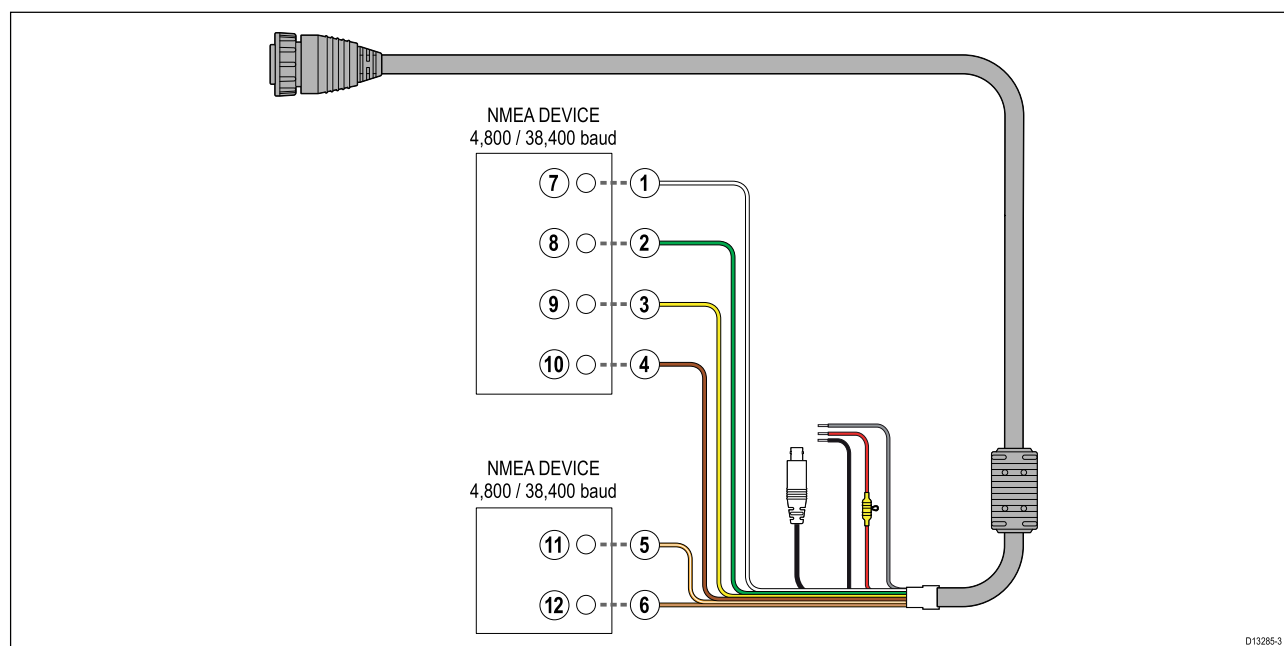 NMEA DEVICE
4,800 / 38,400 baud
7 1
8 2
9 3
10 4
NMEA DEVICE
4,800 / 38,400 baud
11 5
12 6
D13285-3